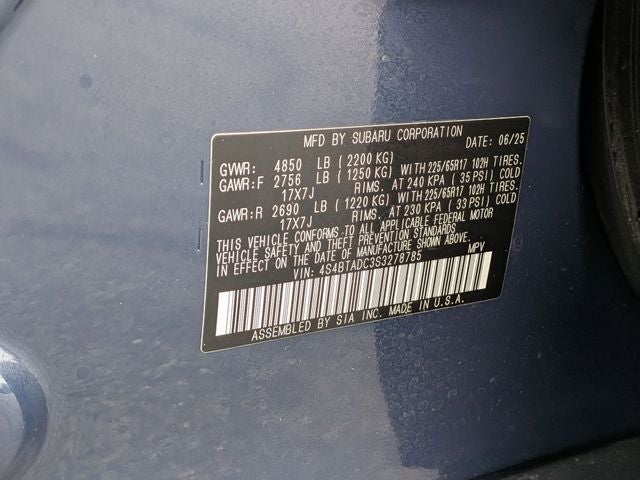 MFD BY SUBARU CORPORATION DATE: 06/25
GVWR: 4850 LB (2200 KG)
GAWR:F 2756 LB (1250 KG) WITH 225/65R17 102H TIRES.
17X7J RIMS. AT 240 KPA (35 PSI) COLD
GAWR:R 2690 LB (1220 KG) WITH 225/65R17 102H TIRES.
17X7J RIMS. AT 230 KPA (33 PSI) COLD
THIS VEHICLE CONFORMS TO ALL APPLICABLE FEDERAL MOTOR
VEHICLE SAFETY AND THEFT PREVENTION STANDARDS
IN EFFECT ON THE DATE OF MANUFACTURE SHOWN ABOVE.
VIN: 4S4BTADC3S3278785 MPV
ASSEMBLED BY SIA INC. MADE IN U.S.A.